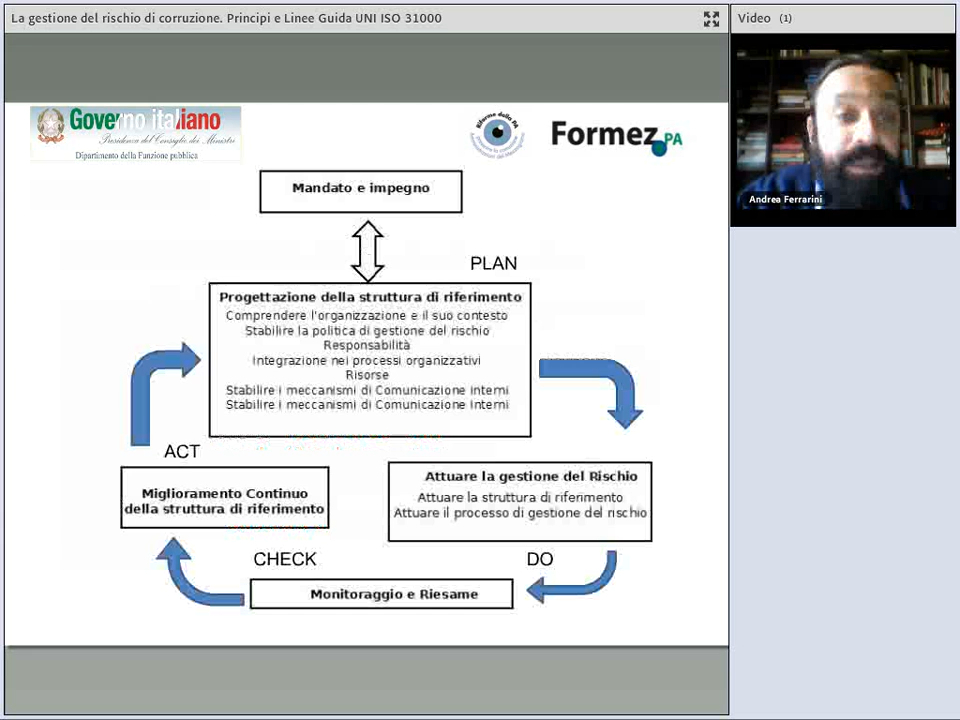 La gestione del rischio di corruzione. Principi e Linee Guida UNI ISO 31000
Video (1)
Andrea Ferrarini
Governo italiano
Presidenza del Consiglio dei Ministri
Dipartimento della Funzione pubblica
Riforme della PA
Formez PA
Mandato e impegno
PLAN
Progettazione della struttura di riferimento
Comprendere l'organizzazione e il suo contesto
Stabilire la politica di gestione del rischio
Responsabilità
Integrazione nei processi organizzativi
Risorse
Stabilire i meccanismi di Comunicazione Interni
Stabilire i meccanismi di Comunicazione Interni
ACT
Miglioramento Continuo
della struttura di riferimento
Attuare la gestione del Rischio
Attuare la struttura di riferimento
Attuare il processo di gestione del rischio
CHECK
DO
Monitoraggio e Riesame